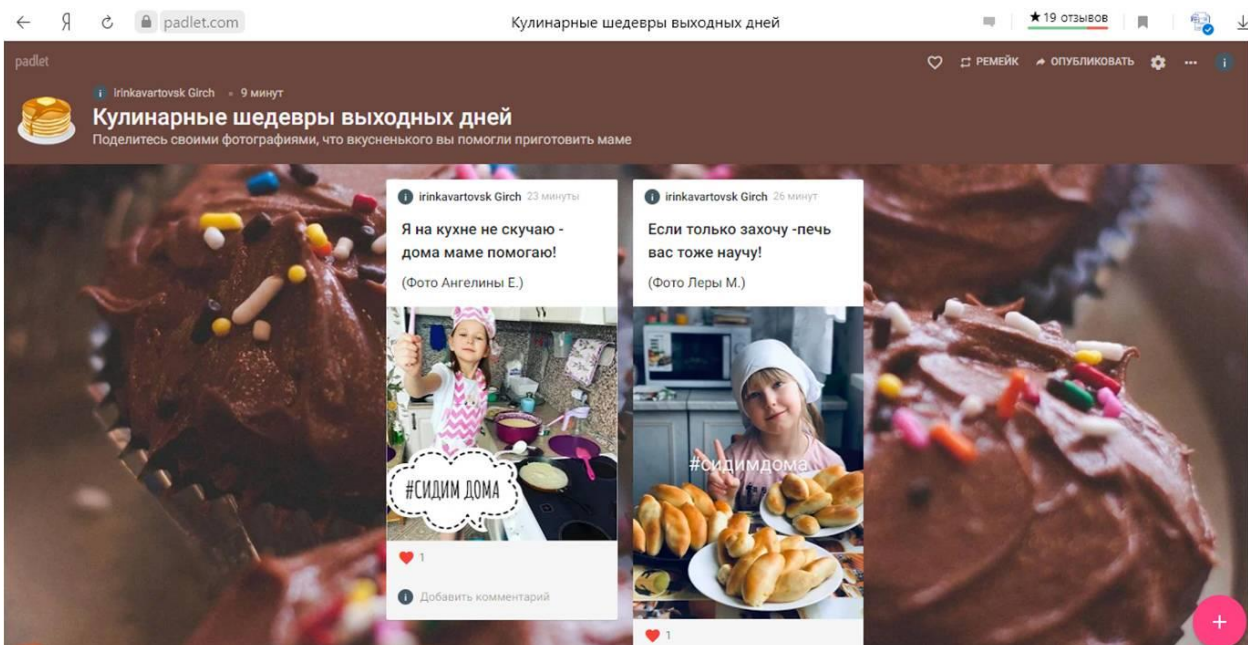 Я
padlet.com
Кулинарные шедевры выходных дней
★ 19 отзывов
padlet
РЕМЕЙК
ОПУБЛИКОВАТЬ
irinkavartovsk Girch • 9 минут
Кулинарные шедевры выходных дней
Поделитесь своими фотографиями, что вкусненького вы помогли приготовить маме
irinkavartovsk Girch 23 минуты
Я на кухне не скучаю -
дома маме помогаю!
(Фото Ангелины Е.)
#СИДИМ ДОМА
1
Добавить комментарий
irinkavartovsk Girch 26 минут
Если только захочу -печь
вас тоже научу!
(Фото Леры М.)
#сидимдома
1